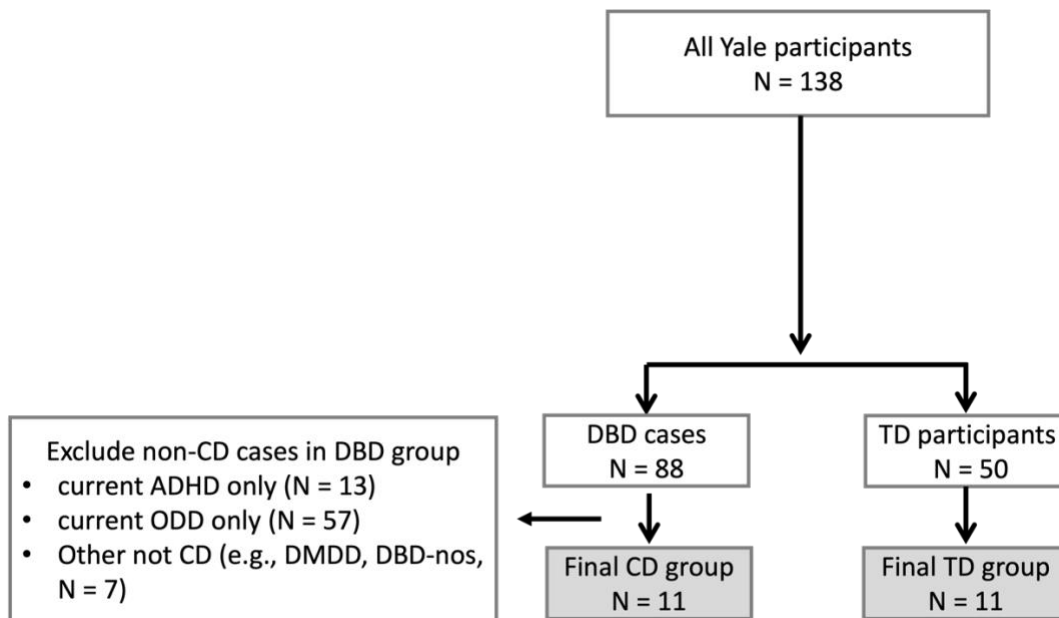 All Yale participants
N = 138
DBD cases
N = 88
TD participants
N = 50
Exclude non-CD cases in DBD group
• current ADHD only (N = 13)
• current ODD only (N = 57)
• Other not CD (e.g., DMDD, DBD-nos,
N = 7)
Final CD group
N = 11
Final TD group
N = 11